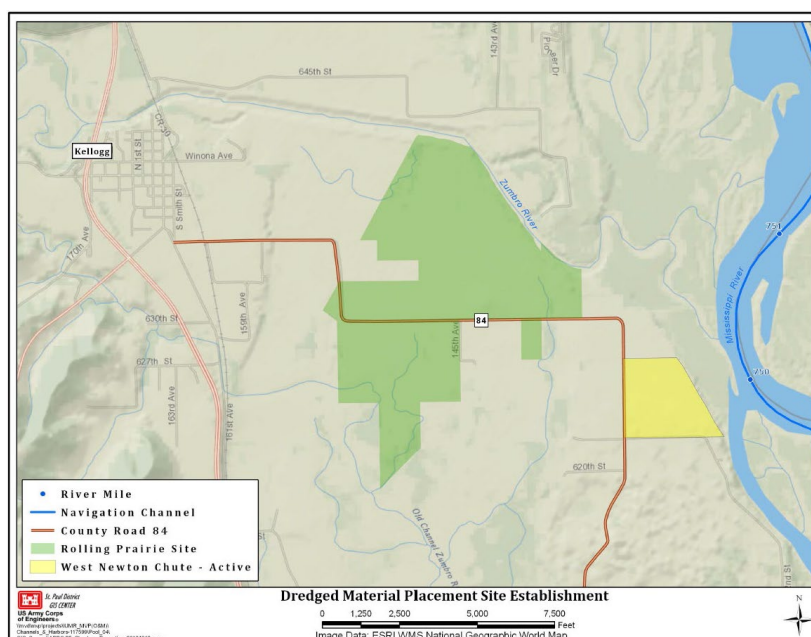 143rd Ave
645th St
CR-30
Kellogg
N 1st St
Winona Ave
S Smith St
Zumbro River
170th Ave
751
Mississippi River
84
159th Ave
145th Ave
630th St
627th St
163rd Ave
161st Ave
750
620th St
Old Channel Zumbro R
River Mile
Navigation Channel
County Road 84
Rolling Prairie Site
West Newton Chute - Active
St. Paul District
GIS CENTER
US Army Corps
of Engineers®
Dredged Material Placement Site Establishment
0 1,250 2,500 5,000 7,500
Feet
Image Data: ESRI WMS National Geographic World Map
N